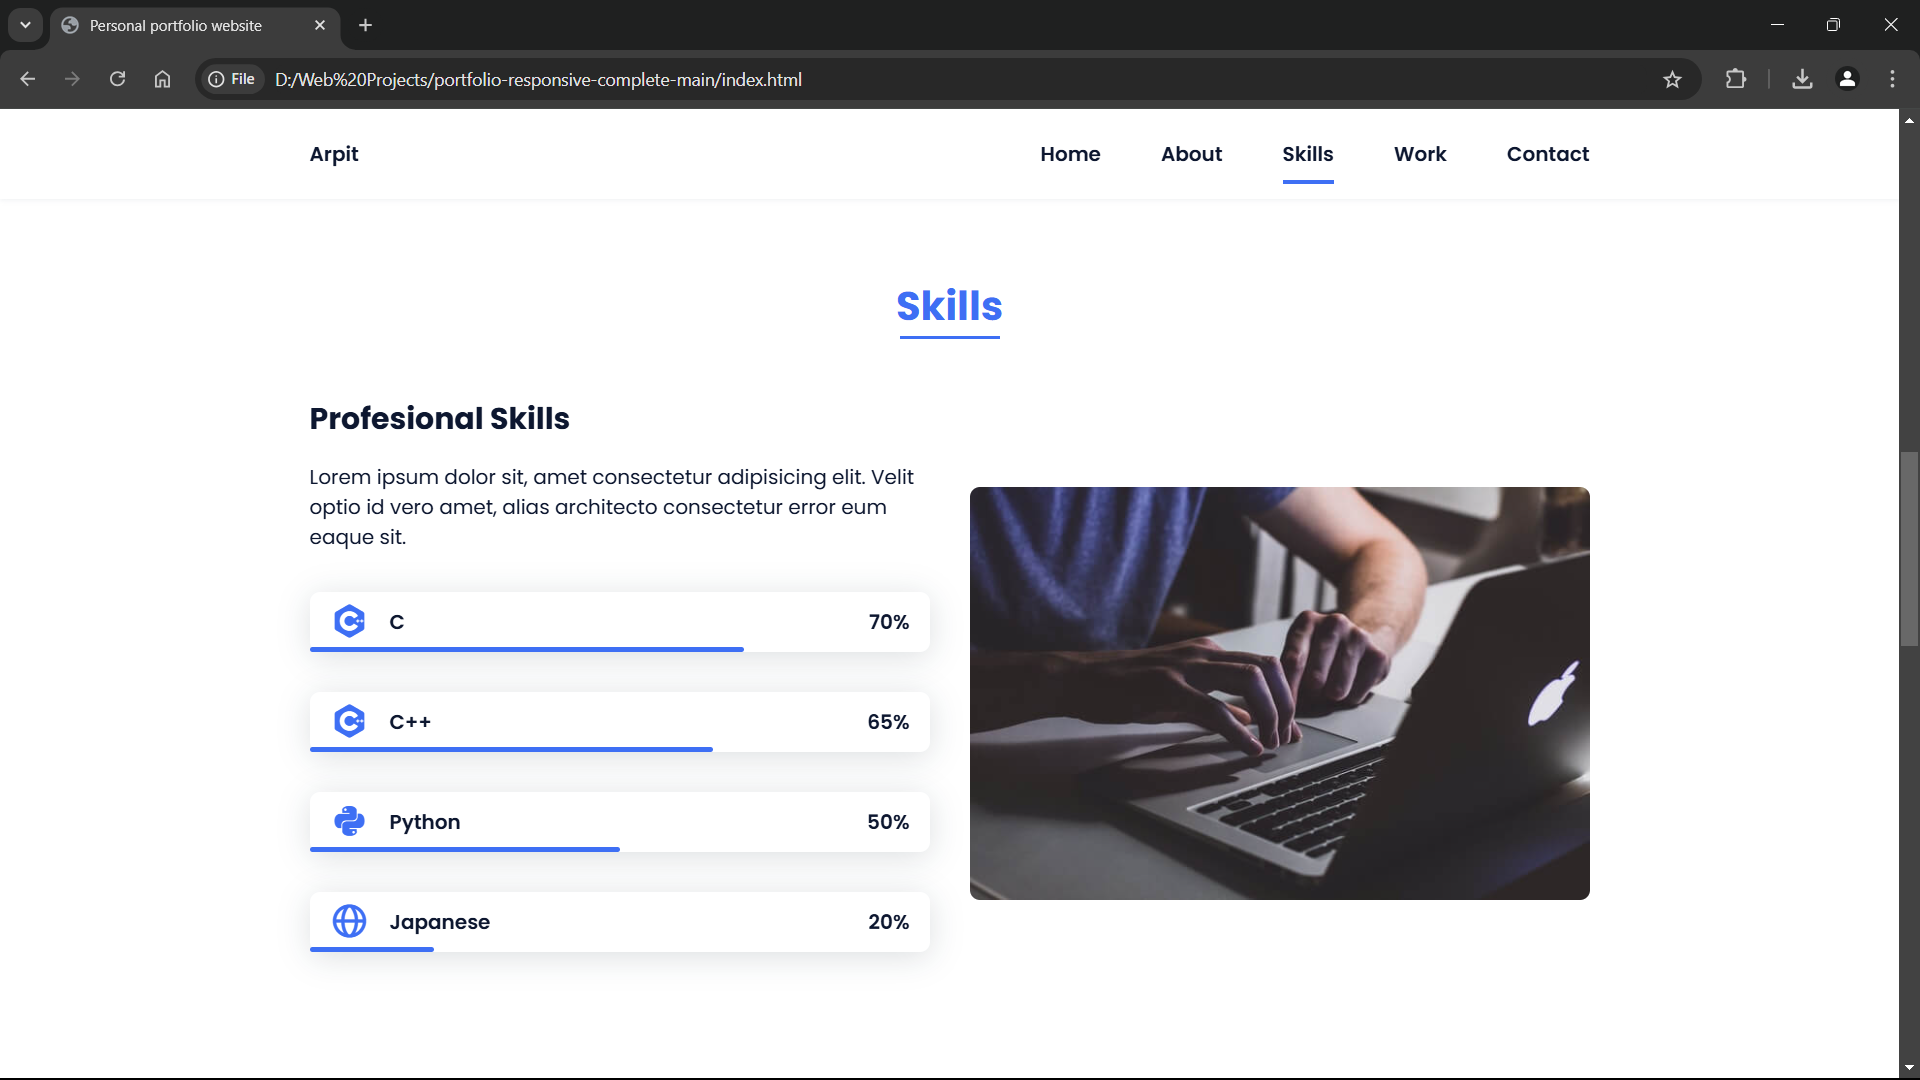 Personal portfolio website
File D:/Web%20Projects/portfolio-responsive-complete-main/index.html
Arpit Home About Skills Work Contact
Skills
Profesional Skills
Lorem ipsum dolor sit, amet consectetur adipisicing elit. Velit
optio id vero amet, alias architecto consectetur error eum
eaque sit.
C 70%
C++ 65%
Python 50%
Japanese 20%